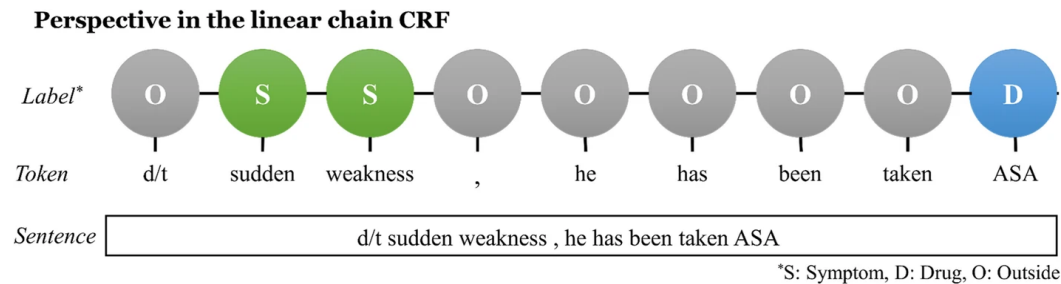 Perspective in the linear chain CRF
Label* O S S O O O O O D
Token d/t sudden weakness , he has been taken ASA
Sentence d/t sudden weakness , he has been taken ASA
*S: Symptom, D: Drug, O: Outside